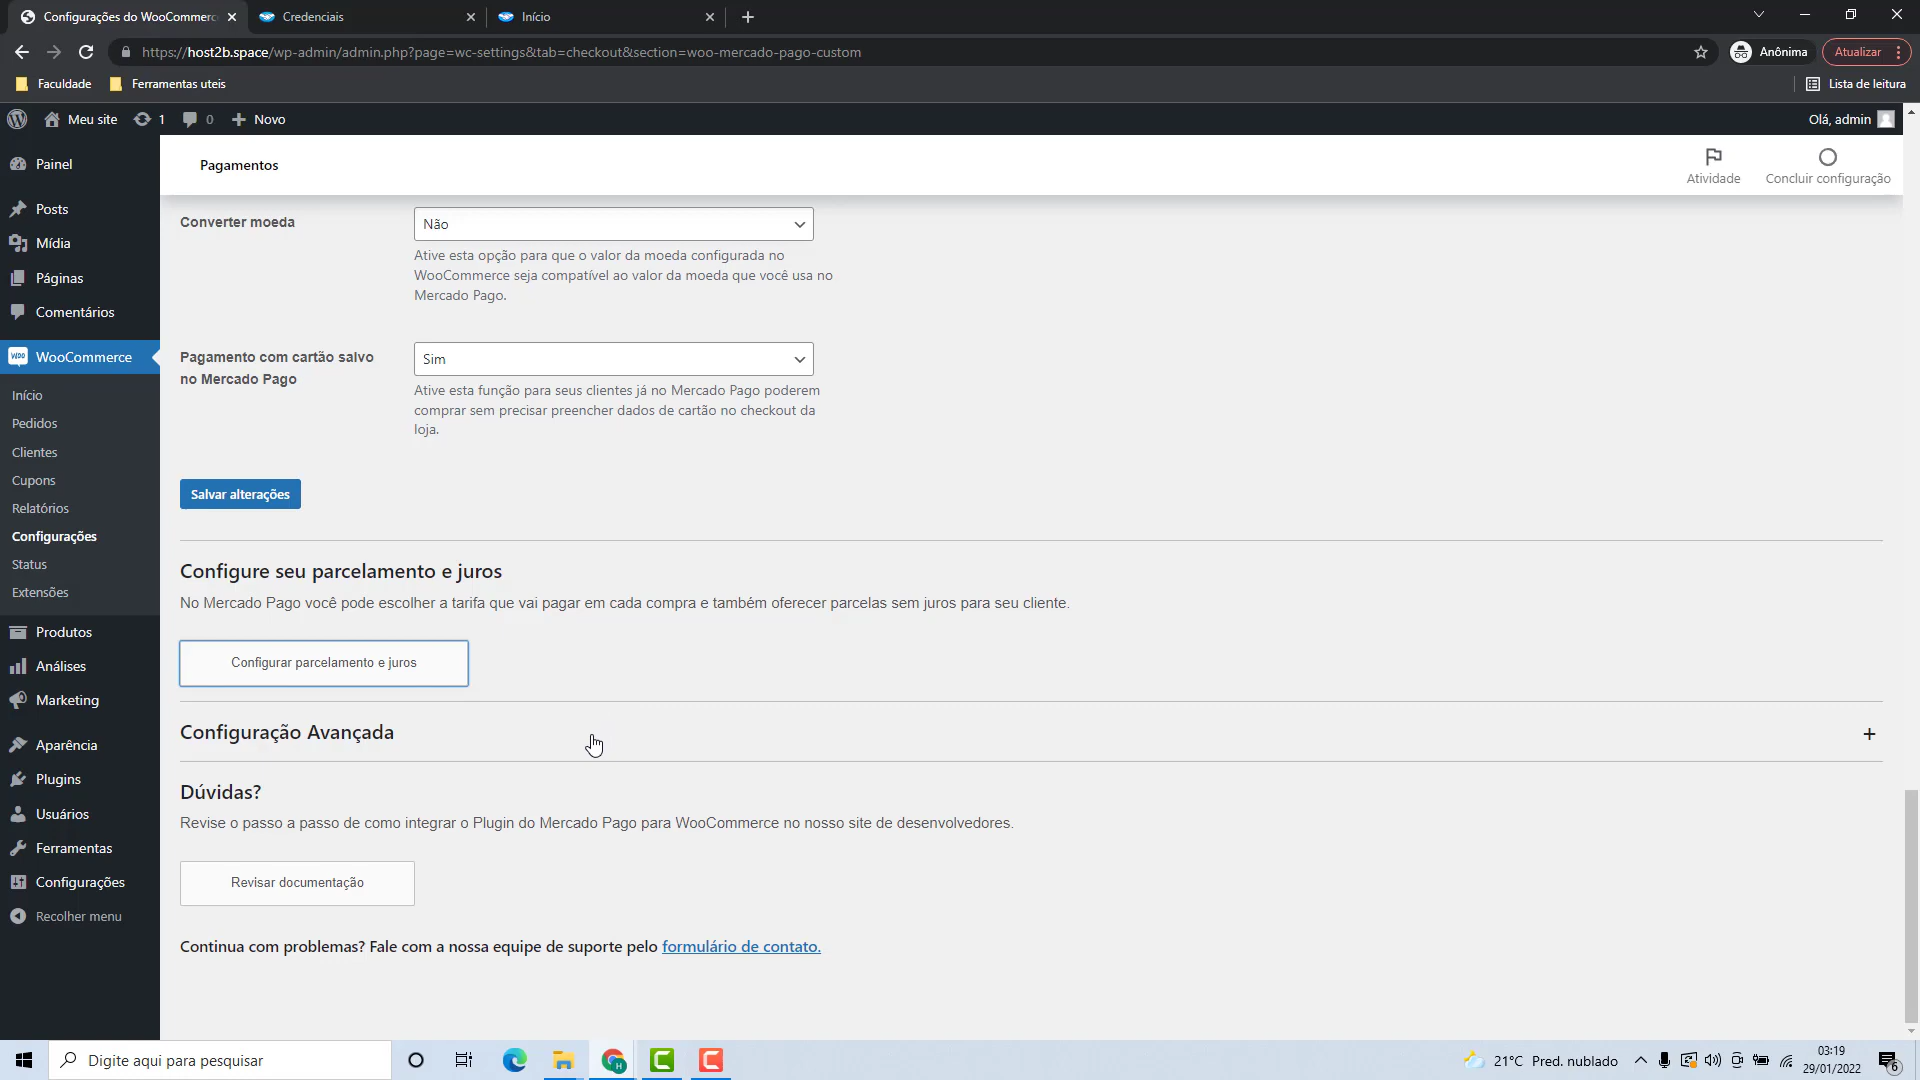 Configurações do WooCommerc
Credenciais
Início
https://host2b.space/wp-admin/admin.php?page=wc-settings&tab=checkout&section=woo-mercado-pago-custom
Anônima
Atualizar
Faculdade
Ferramentas uteis
Lista de leitura
Meu site
1
0
Novo
Olá, admin
Painel
Posts
Mídia
Páginas
Comentários
WooCommerce
Início
Pedidos
Clientes
Cupons
Relatórios
Configurações
Status
Extensões
Produtos
Análises
Marketing
Aparência
Plugins
Usuários
Ferramentas
Configurações
Recolher menu
Pagamentos
Atividade
Concluir configuração
Converter moeda
Não
Ative esta opção para que o valor da moeda configurada no
WooCommerce seja compatível ao valor da moeda que você usa no
Mercado Pago.
Pagamento com cartão salvo
no Mercado Pago
Sim
Ative esta função para seus clientes já no Mercado Pago poderem
comprar sem precisar preencher dados de cartão no checkout da
loja.
Salvar alterações
Configure seu parcelamento e juros
No Mercado Pago você pode escolher a tarifa que vai pagar em cada compra e também oferecer parcelas sem juros para seu cliente.
Configurar parcelamento e juros
Configuração Avançada
+
Dúvidas?
Revise o passo a passo de como integrar o Plugin do Mercado Pago para WooCommerce no nosso site de desenvolvedores.
Revisar documentação
Continua com problemas? Fale com a nossa equipe de suporte pelo formulário de contato.
Digite aqui para pesquisar
21°C Pred. nublado
03:19
29/01/2022
6